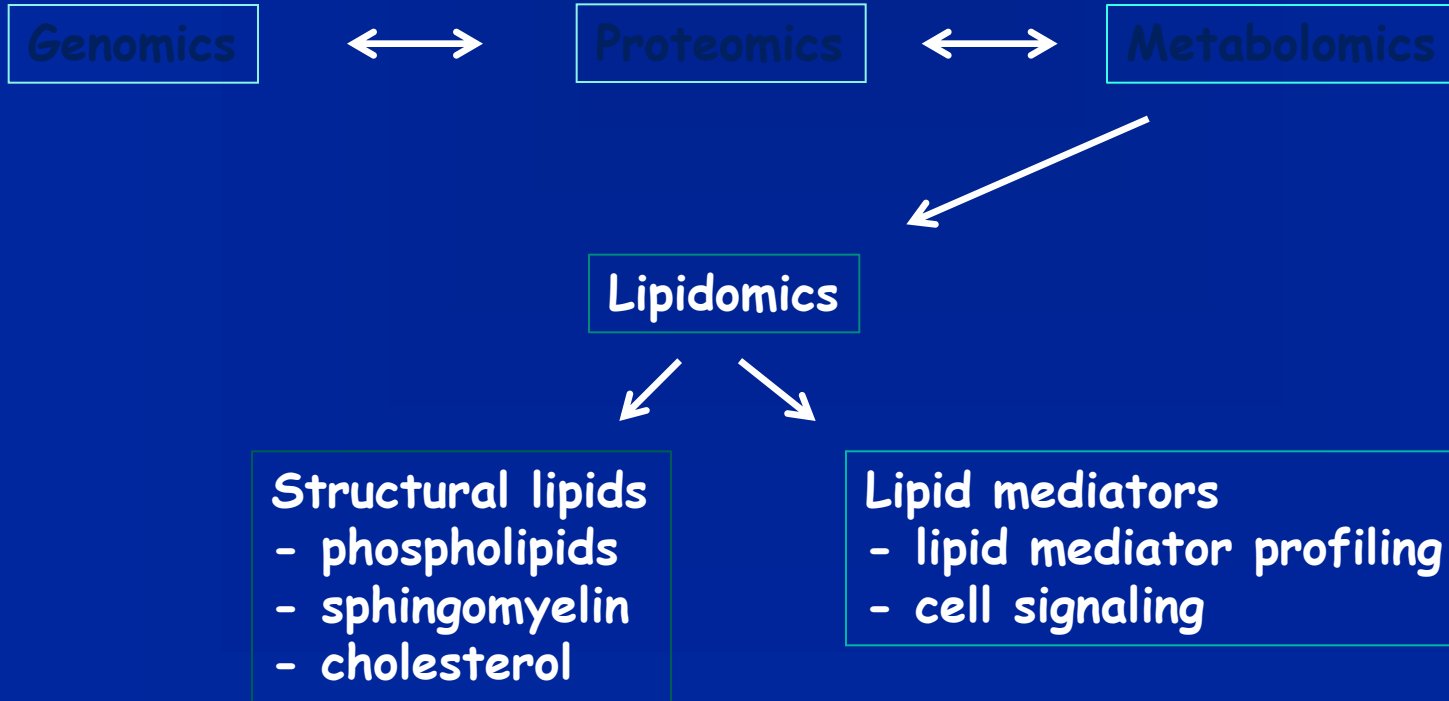 Genomics Proteomics Metabolomics
Lipidomics
Structural lipids
- phospholipids
- sphingomyelin
- cholesterol
Lipid mediators
- lipid mediator profiling
- cell signaling